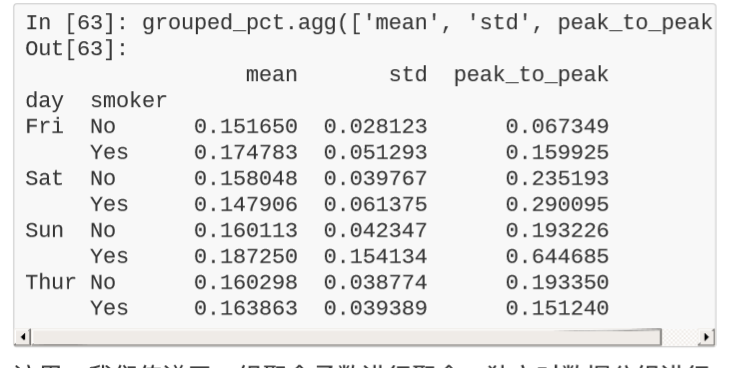 In [63]: grouped_pct.agg(['mean', 'std', peak_to_peak
Out[63]:
mean std peak_to_peak
day smoker
Fri No 0.151650 0.028123 0.067349
Yes 0.174783 0.051293 0.159925
Sat No 0.158048 0.039767 0.235193
Yes 0.147906 0.061375 0.290095
Sun No 0.160113 0.042347 0.193226
Yes 0.187250 0.154134 0.644685
Thur No 0.160298 0.038774 0.193350
Yes 0.163863 0.039389 0.151240